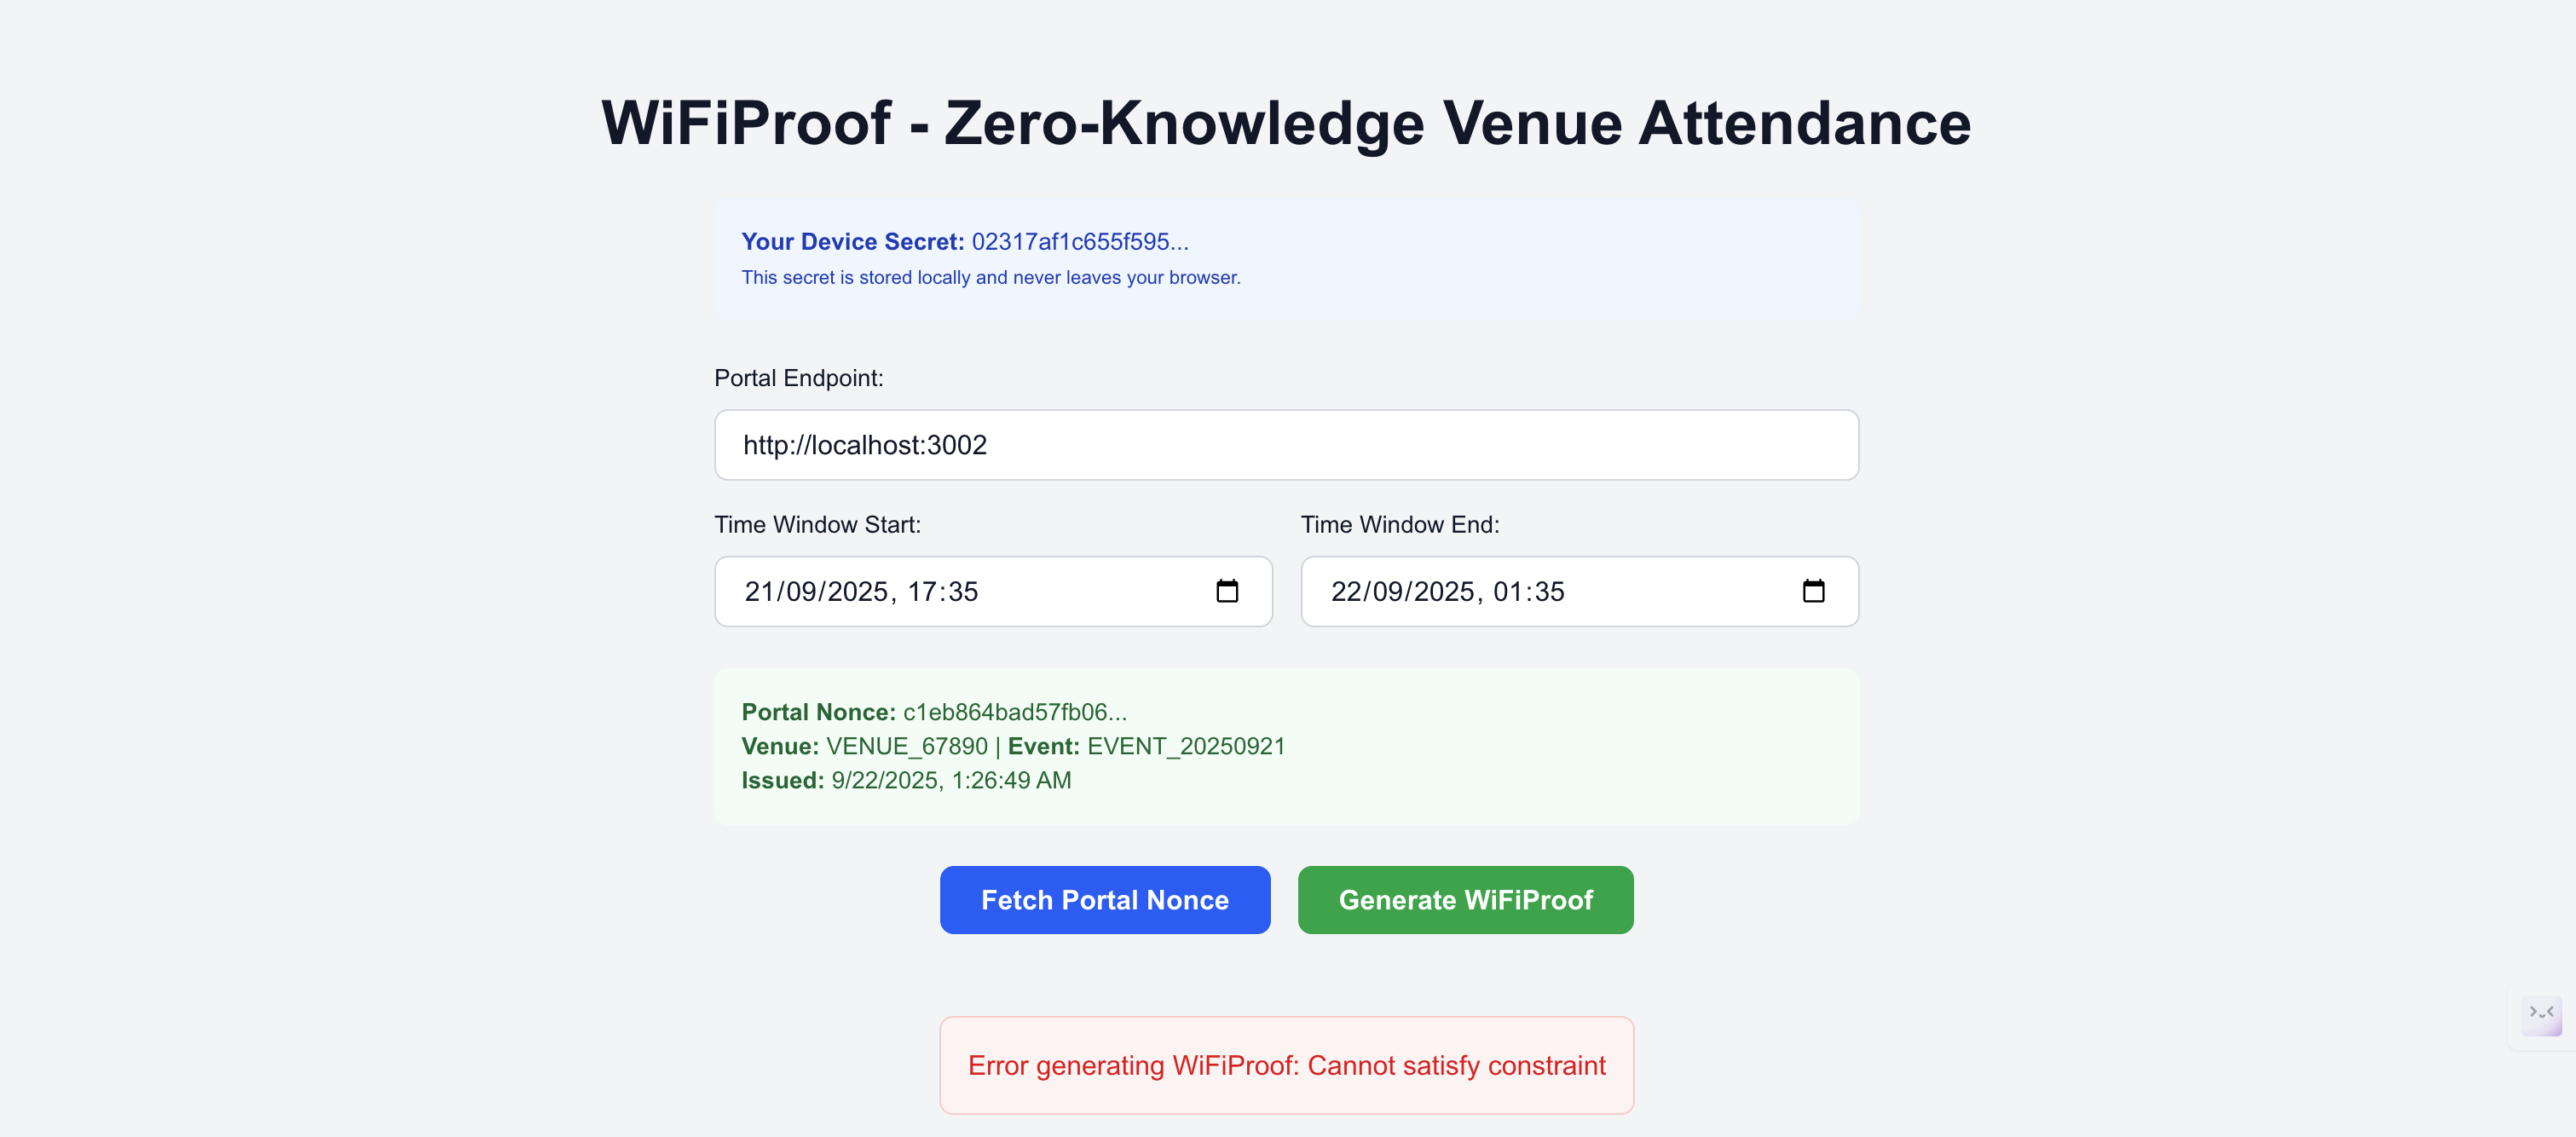 WiFiProof - Zero-Knowledge Venue Attendance
Your Device Secret: 02317af1c655f595...
This secret is stored locally and never leaves your browser.
Portal Endpoint:
http://localhost:3002
Time Window Start:
Time Window End:
21/09/2025, 17:35
22/09/2025, 01:35
Portal Nonce: c1eb864bad57fb06...
Venue: VENUE_67890 | Event: EVENT_20250921
Issued: 9/22/2025, 1:26:49 AM
Fetch Portal Nonce
Generate WiFiProof
Error generating WiFiProof: Cannot satisfy constraint